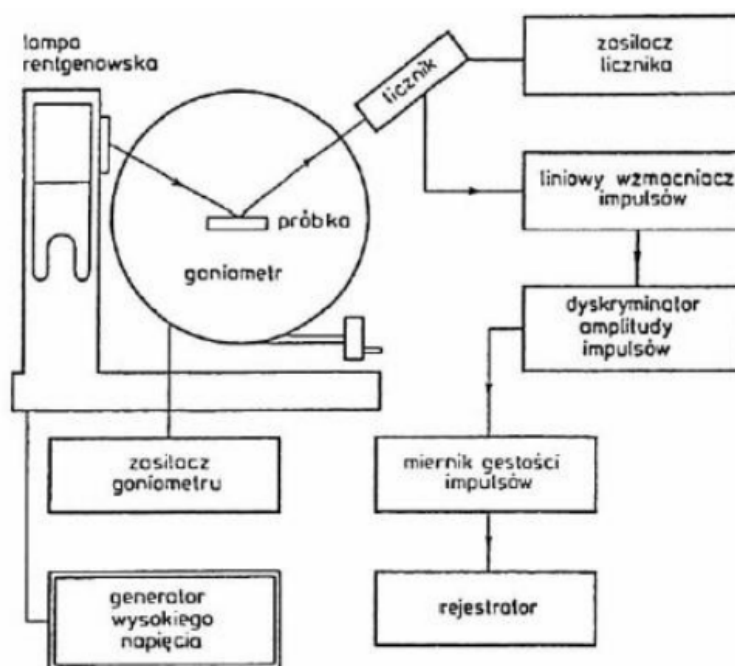 lampa
rentgenowska
licznik
zasilacz
licznika
liniowy wzmacniacz
impulsów
próbka
goniometr
dyskryminator
amplitudy
impulsów
zasilacz
goniometru
miernik gęstości
impulsów
generator
wysokiego
napięcia
rejestrator